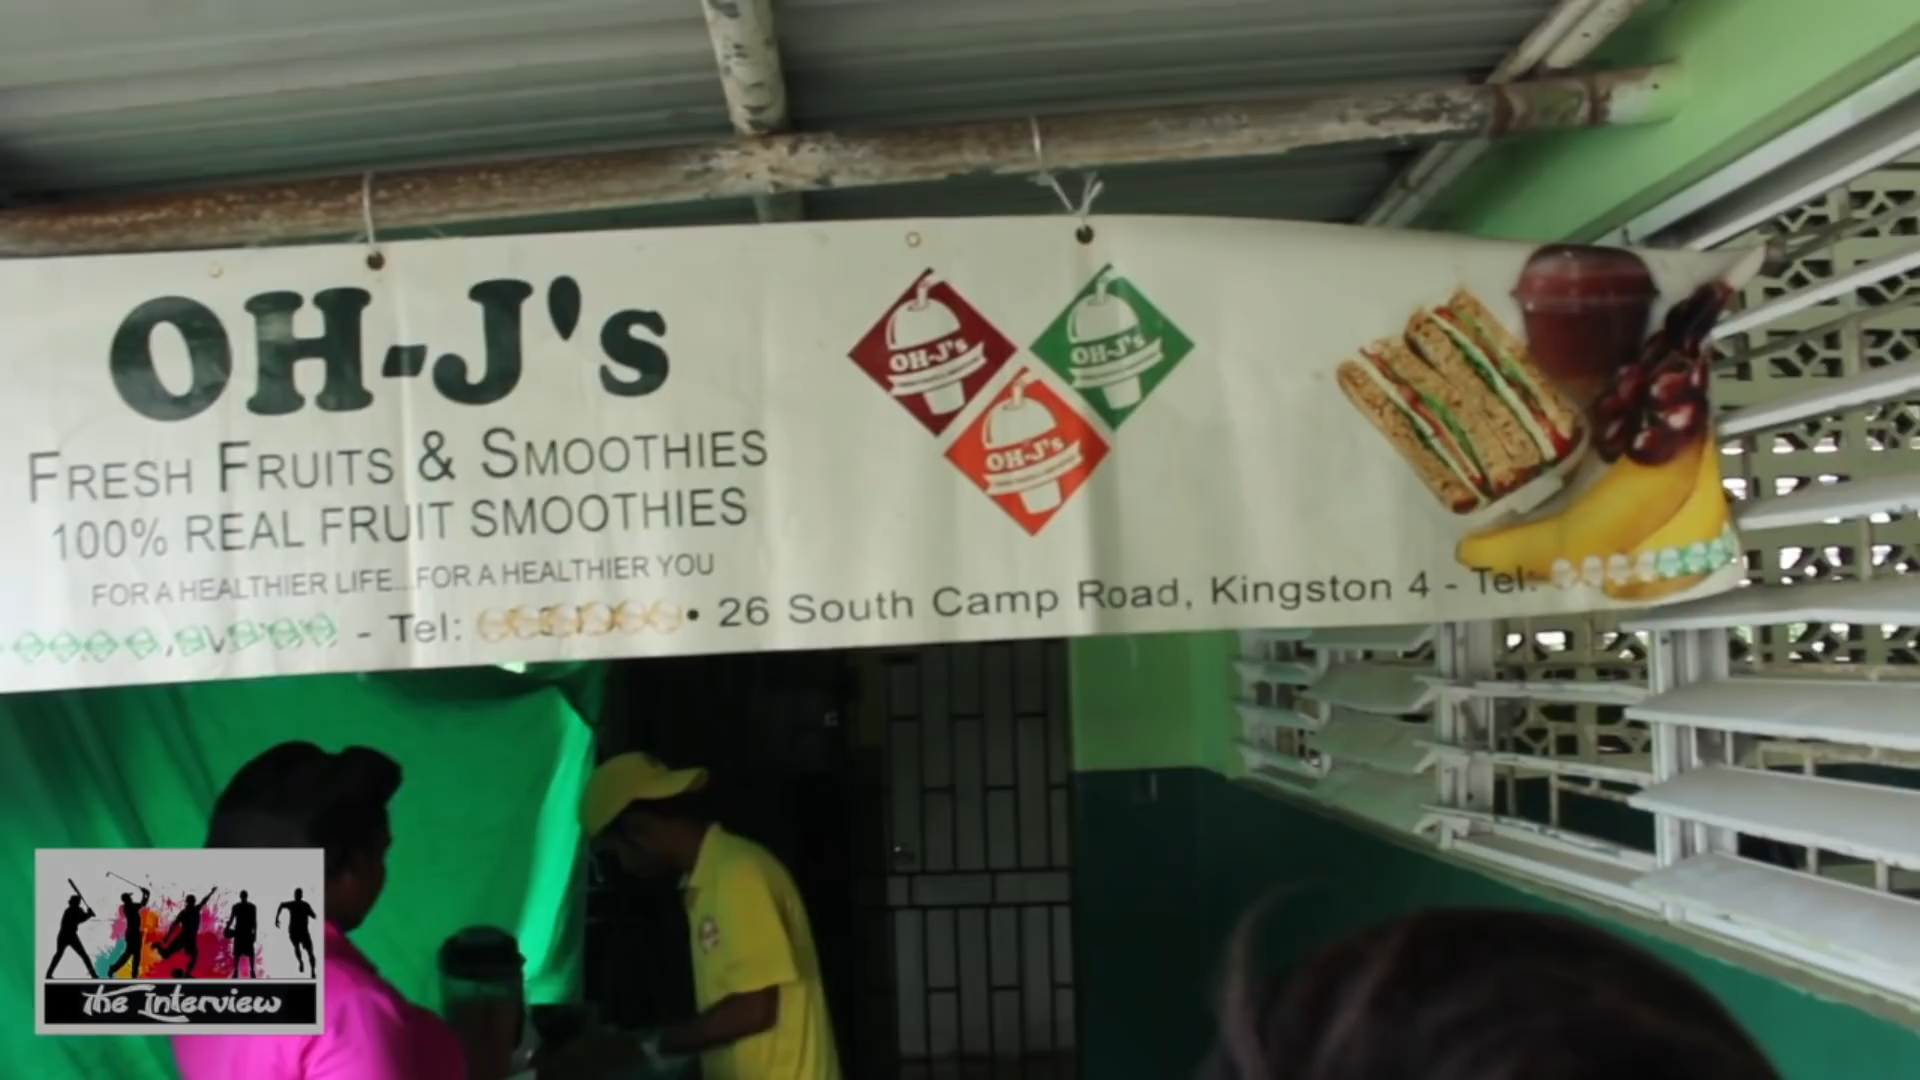 OH-J's
FRESH FRUITS & SMOOTHIES
100% REAL FRUIT SMOOTHIES
FOR A HEALTHIER LIFE...FOR A HEALTHIER YOU
- Tel: • 26 South Camp Road, Kingston 4 - Tel:
OH-J's
OH-J's
OH-J's
The Interview